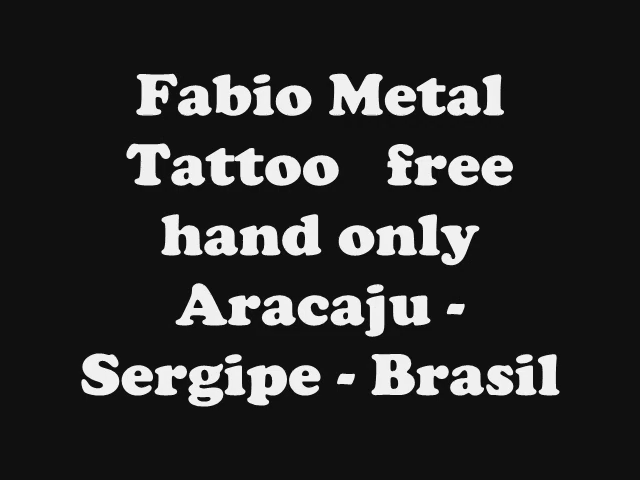 Fabio Metal
Tattoo free
hand only
Aracaju -
Sergipe - Brasil